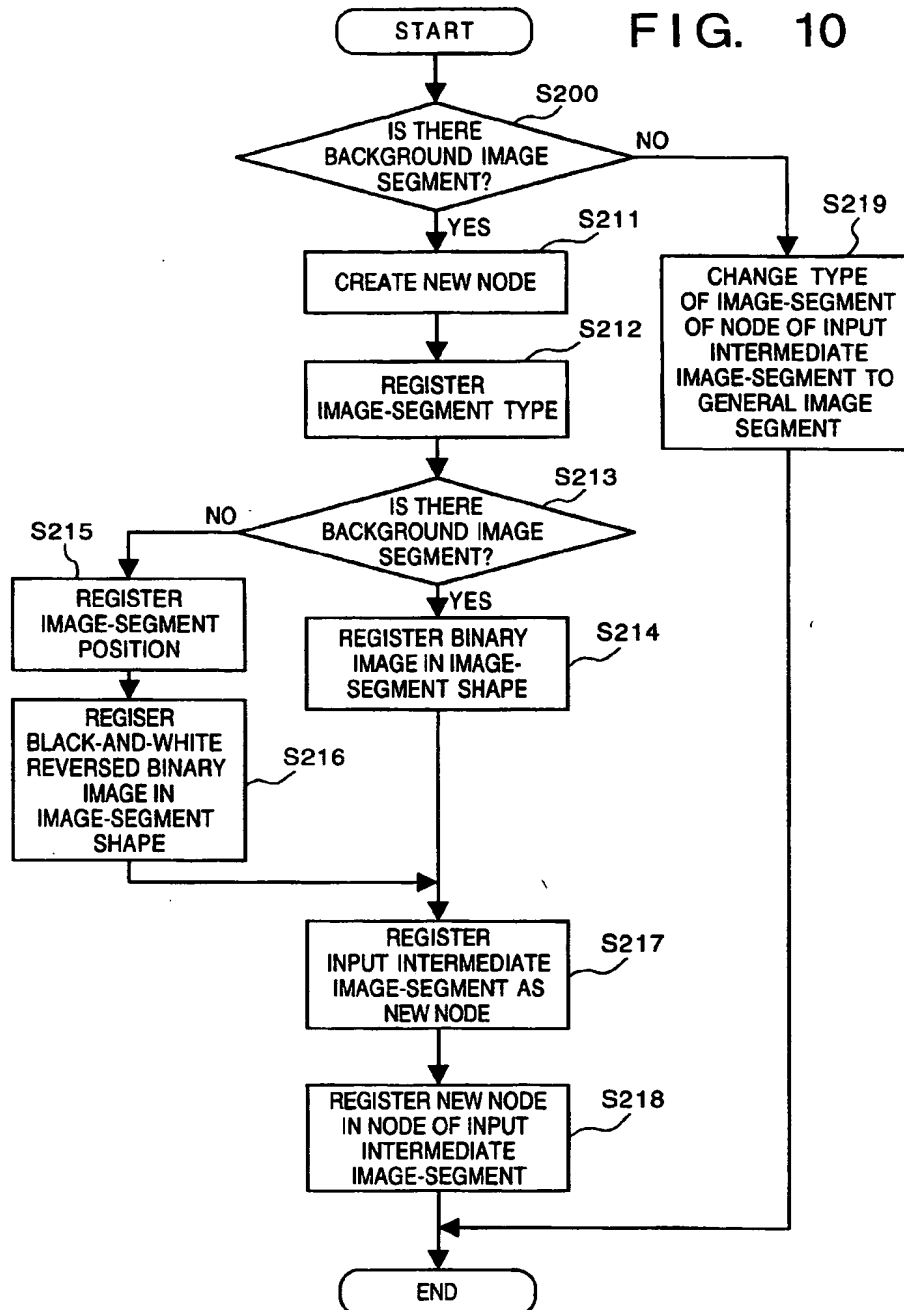 FIG. 10
START
S200
IS THERE
BACKGROUND IMAGE
SEGMENT?
NO
YES
S211
CREATE NEW NODE
S219
CHANGE TYPE
OF IMAGE-SEGMENT
OF NODE OF INPUT
INTERMEDIATE
IMAGE-SEGMENT TO
GENERAL IMAGE
SEGMENT
S212
REGISTER
IMAGE-SEGMENT TYPE
S213
IS THERE
BACKGROUND IMAGE
SEGMENT?
NO
YES
S215
REGISTER
IMAGE-SEGMENT
POSITION
S214
REGISTER BINARY
IMAGE IN IMAGE-
SEGMENT SHAPE
S216
REGISER
BLACK-AND-WHITE
REVERSED BINARY
IMAGE IN
IMAGE-SEGMENT
SHAPE
S217
REGISTER
INPUT INTERMEDIATE
IMAGE-SEGMENT AS
NEW NODE
S218
REGISTER NEW NODE
IN NODE OF INPUT
INTERMEDIATE
IMAGE-SEGMENT
END